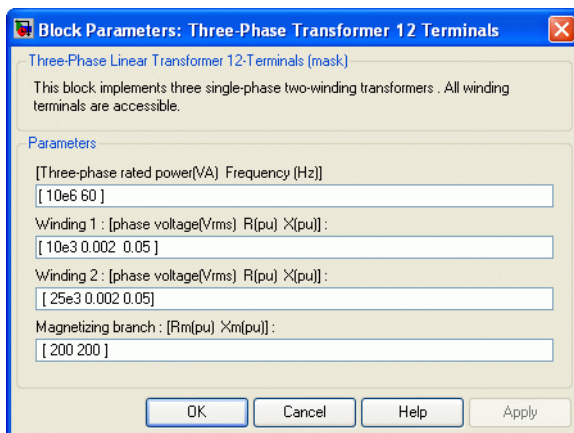 Block Parameters: Three-Phase Transformer 12 Terminals
Three-Phase Linear Transformer 12-Terminals (mask)
This block implements three single-phase two-winding transformers . All winding
terminals are accessible.
Parameters
[Three-phase rated power(VA) Frequency (Hz)]
[ 10e6 60 ]
Winding 1 : [phase voltage(Vrms) R(pu) X(pu)] :
[ 10e3 0.002 0.05 ]
Winding 2 : [phase voltage(Vrms) R(pu) X(pu)] :
[ 25e3 0.002 0.05]
Magnetizing branch : [Rm(pu) Xm(pu)] :
[ 200 200 ]
OK Cancel Help Apply